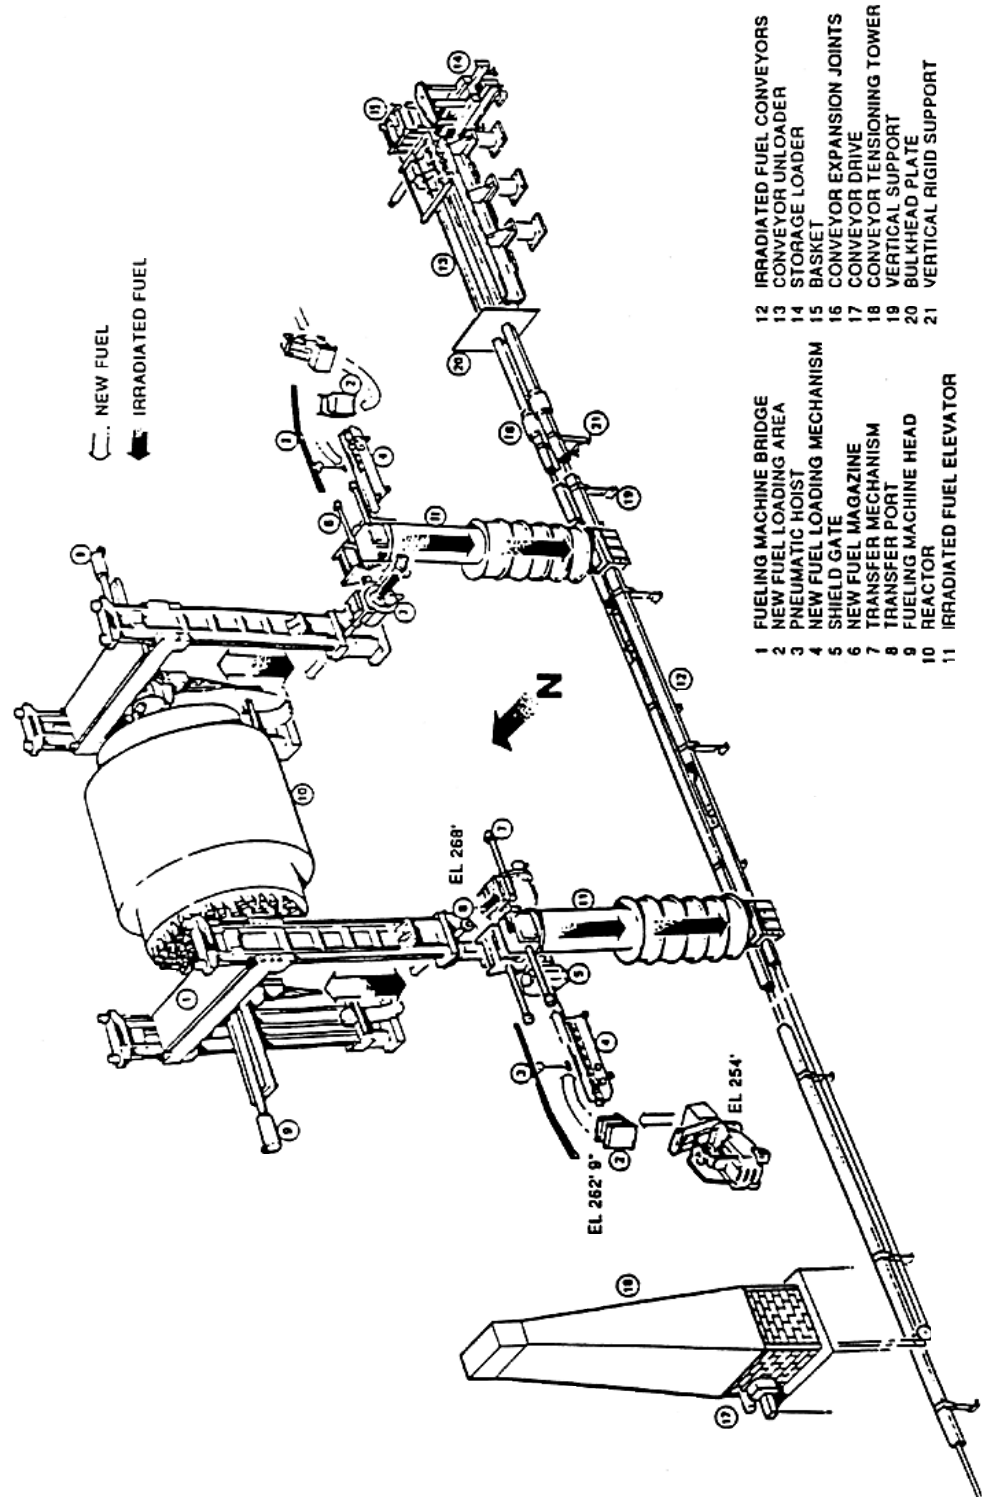 NEW FUEL
IRRADIATED FUEL
N
EL 268'
EL 262' 9"
EL 254'
1 FUELING MACHINE BRIDGE
2 NEW FUEL LOADING AREA
3 PNEUMATIC HOIST
4 NEW FUEL LOADING MECHANISM
5 SHIELD GATE
6 NEW FUEL MAGAZINE
7 TRANSFER MECHANISM
8 TRANSFER PORT
9 FUELING MACHINE HEAD
10 REACTOR
11 IRRADIATED FUEL ELEVATOR
12 IRRADIATED FUEL CONVEYORS
13 CONVEYOR UNLOADER
14 STORAGE LOADER
15 BASKET
16 CONVEYOR EXPANSION JOINTS
17 CONVEYOR DRIVE
18 CONVEYOR TENSIONING TOWER
19 VERTICAL SUPPORT
20 BULKHEAD PLATE
21 VERTICAL RIGID SUPPORT